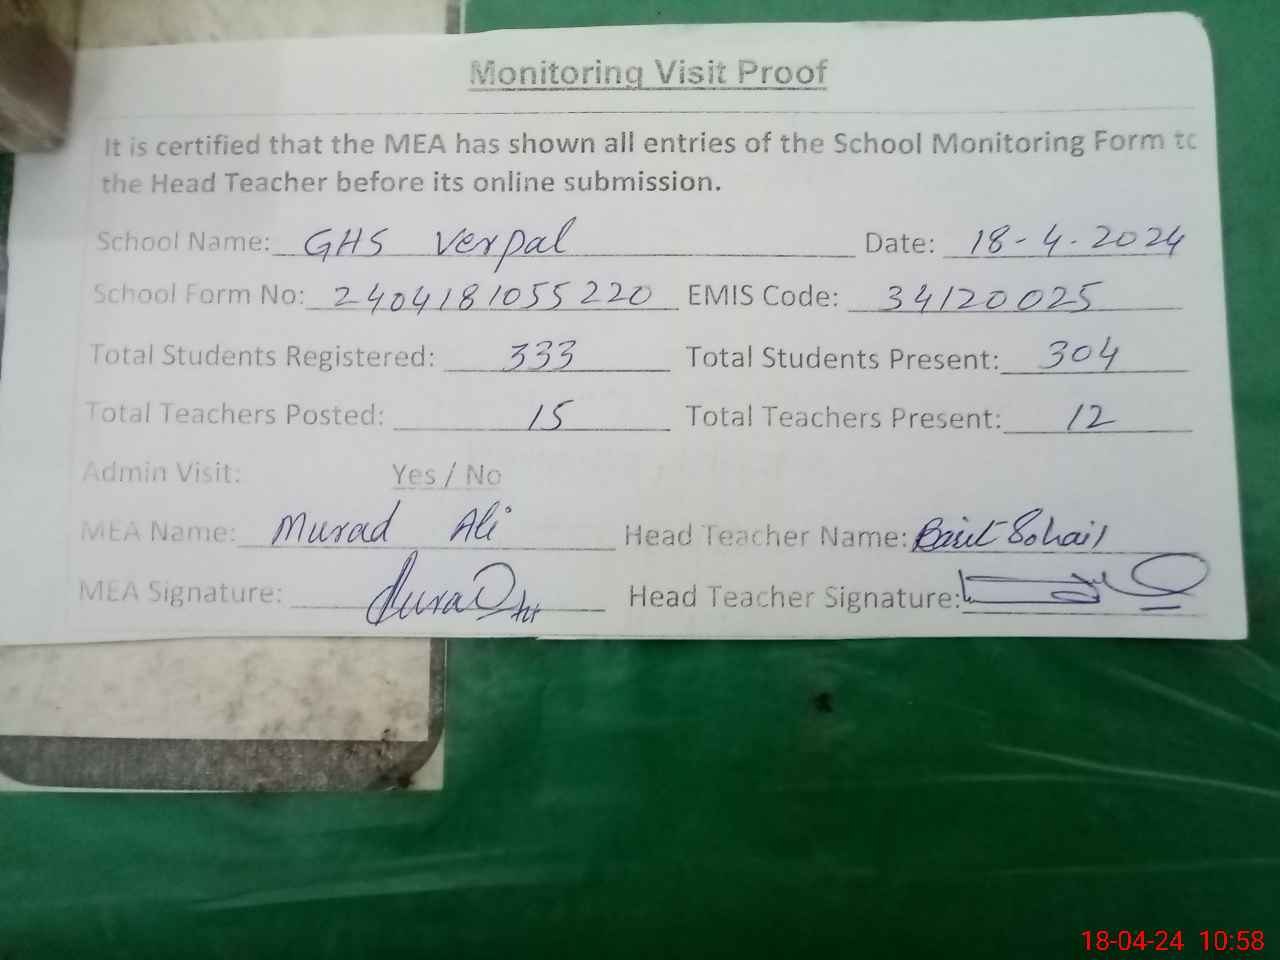 Monitoring Visit Proof
It is certified that the MEA has shown all entries of the School Monitoring Form to
the Head Teacher before its online submission.
School Name: GHS Verpal Date: 18-4-2024
School Form No: 2404181055220 EMIS Code: 34120025
Total Students Registered: 333 Total Students Present: 304
Total Teachers Posted: 15 Total Teachers Present: 12
Admin Visit: Yes / No
MEA Name: Murad Ali Head Teacher Name: Sohail
MEA Signature: Head Teacher Signature:
18-04-24 10:58